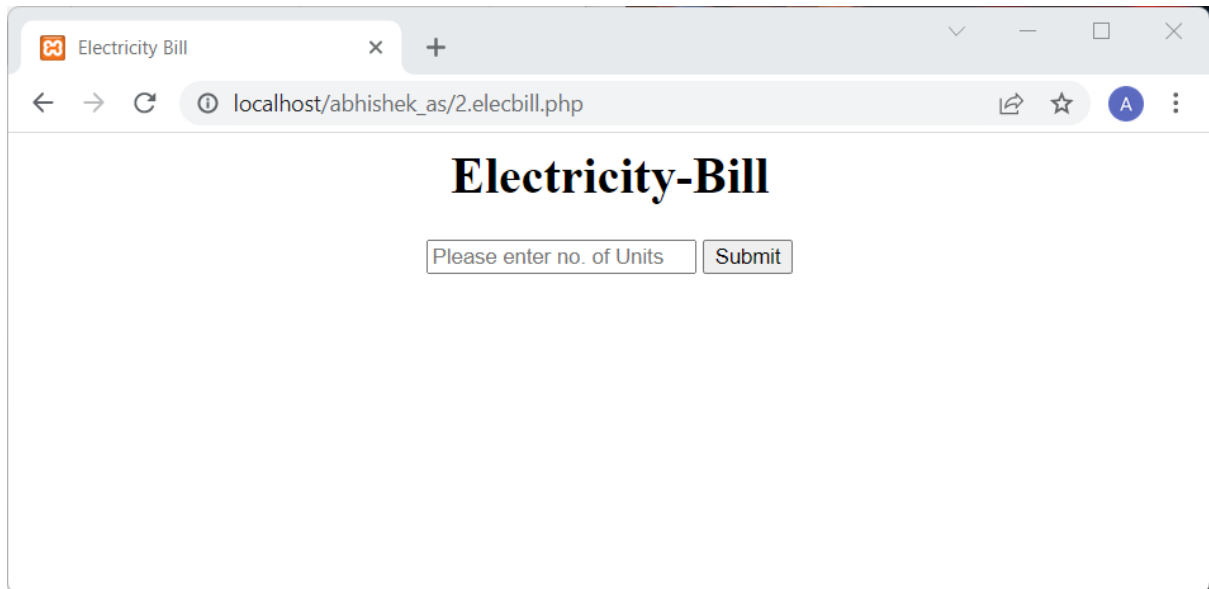 Electricity Bill
localhost/abhishek_as/2.elecbill.php
A
Electricity-Bill
Please enter no. of Units Submit